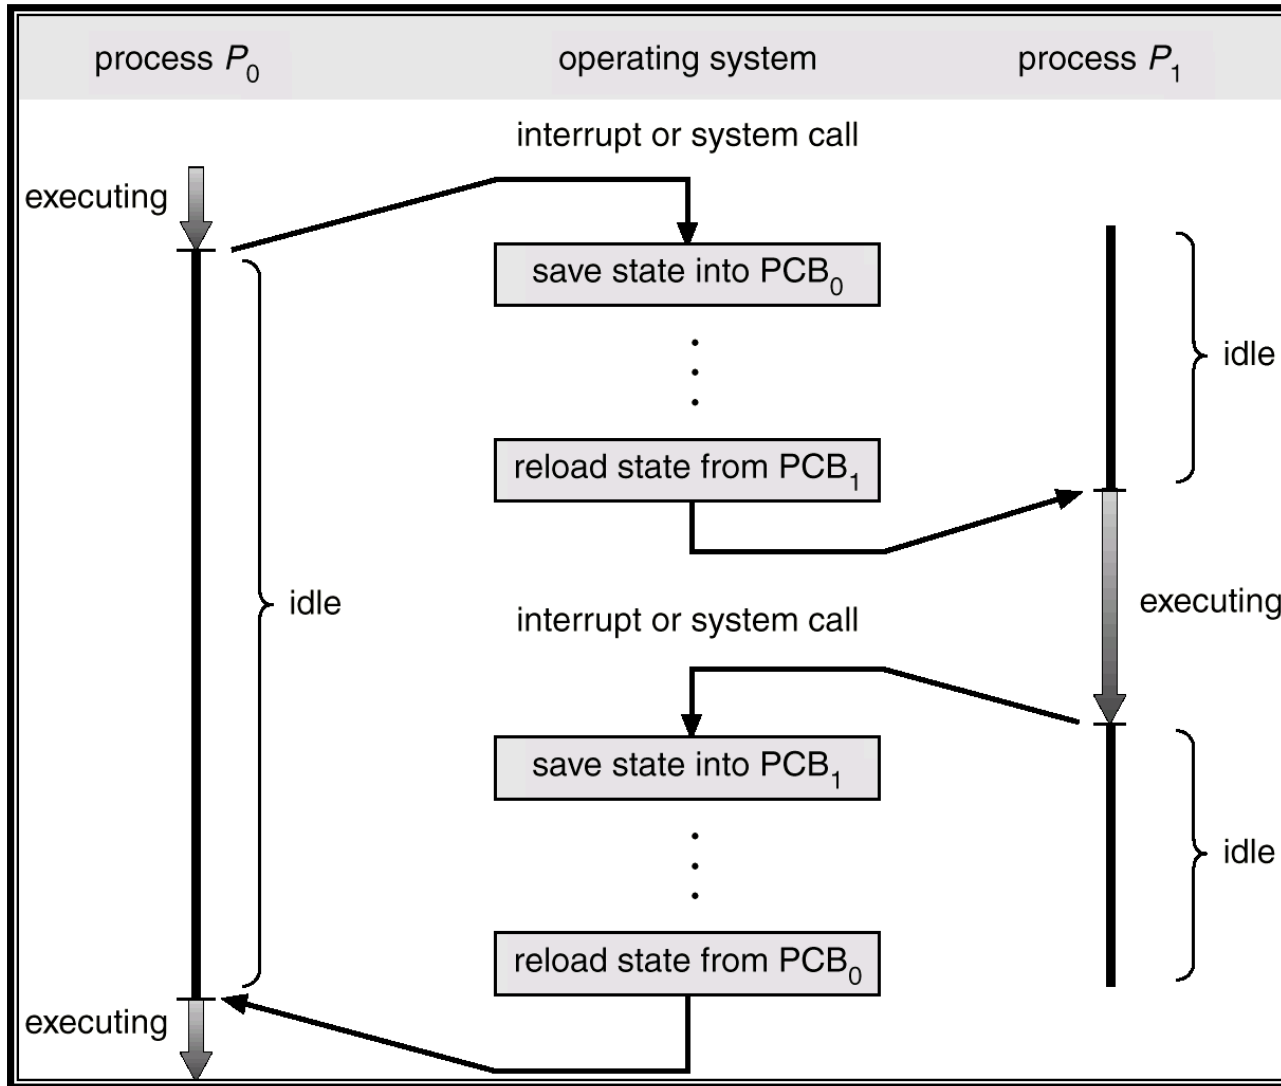 process P0 operating system process P1
interrupt or system call
executing
save state into PCB0
idle
reload state from PCB1
idle
executing
interrupt or system call
save state into PCB1
idle
reload state from PCB0
executing